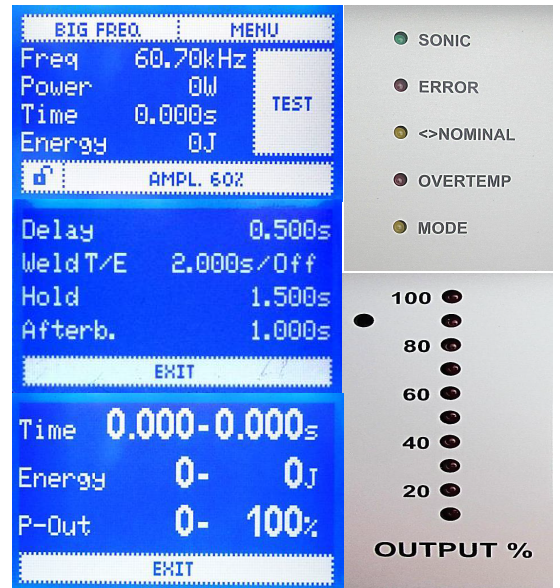 BIG FREQ. MENU
Freq 60.70kHz
Power 0W
Time 0.000s
Energy 0J
TEST
AMPL. 60%
Delay 0.500s
Weld T/E 2.000s/Off
Hold 1.500s
Afterb. 1.000s
EXIT
Time 0.000-0.000s
Energy 0- 0J
P-Out 0- 100%
EXIT
SONIC
ERROR
<>NOMINAL
OVERTEMP
MODE
100
80
60
40
20
OUTPUT %